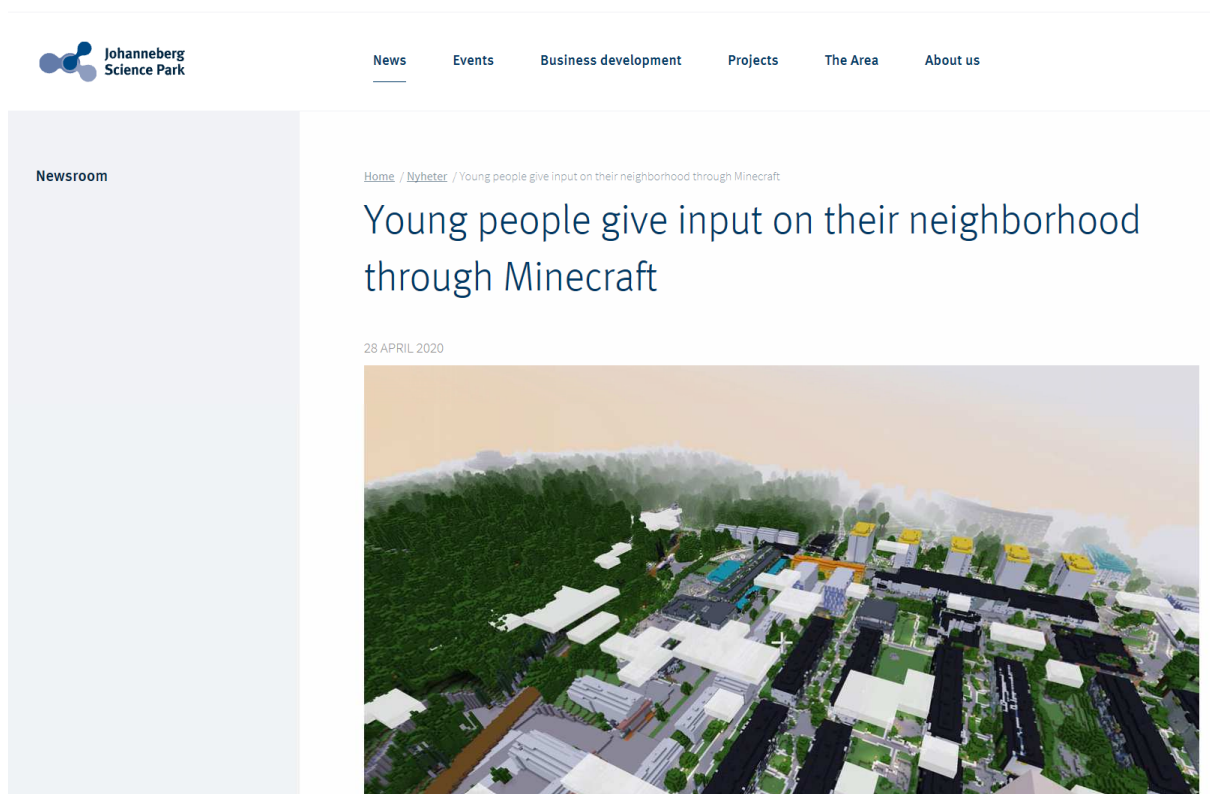 Johanneberg
Science Park
News Events Business development Projects The Area About us
Newsroom
Home / Nyheter / Young people give input on their neighborhood through Minecraft
Young people give input on their neighborhood
through Minecraft
28 APRIL 2020